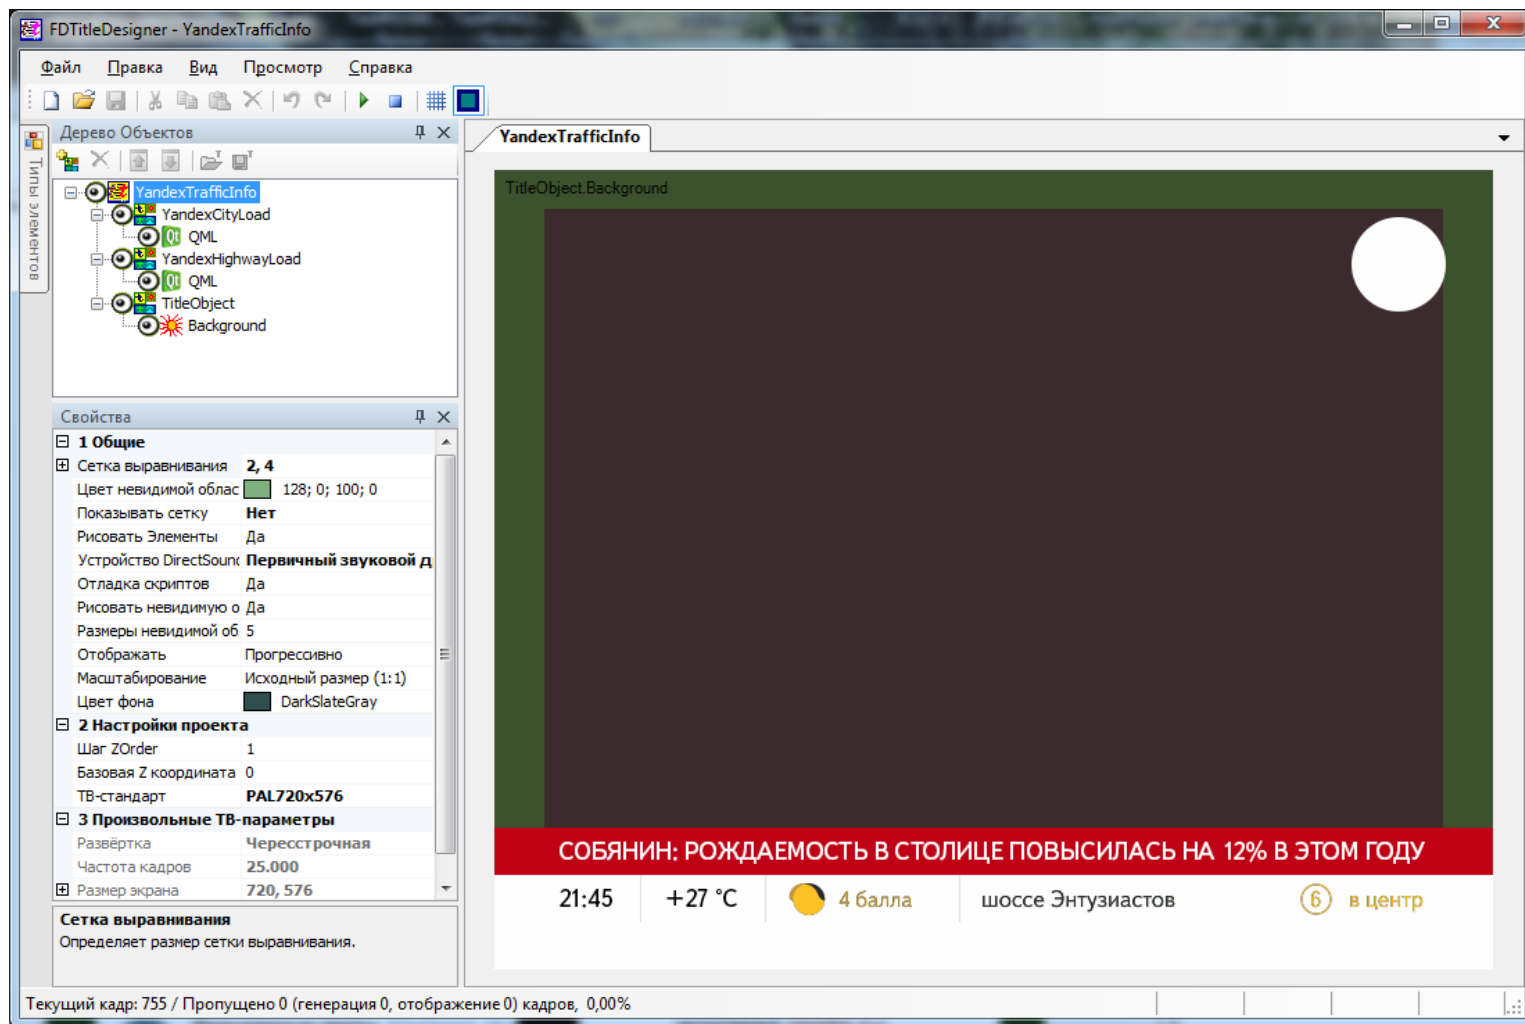 FDTitleDesigner - YandexTrafficInfo
Файл Правка Вид Просмотр Справка
Типы элементов
Дерево Объектов
YandexTrafficInfo
YandexCityLoad
QML
YandexHighwayLoad
QML
TitleObject
Background
Свойства
1 Общие
Сетка выравнивания 2, 4
Цвет невидимой облас 128; 0; 100; 0
Показывать сетку Нет
Рисовать Элементы Да
Устройство DirectSound Первичный звуковой д
Отладка скриптов Да
Рисовать невидимую о Да
Размеры невидимой об 5
Отображать Прогрессивно
Масштабирование Исходный размер (1:1)
Цвет фона DarkSlateGray
2 Настройки проекта
Шаг ZOrder 1
Базовая Z координата 0
ТВ-стандарт PAL720x576
3 Произвольные ТВ-параметры
Развёртка Чересстрочная
Частота кадров 25.000
Размер экрана 720, 576
Сетка выравнивания
Определяет размер сетки выравнивания.
YandexTrafficInfo
TitleObject.Background
СОБЯНИН: РОЖДАЕМОСТЬ В СТОЛИЦЕ ПОВЫСИЛАСЬ НА 12% В ЭТОМ ГОДУ
21:45 +27 °C 4 балла шоссе Энтузиастов 6 в центр
Текущий кадр: 755 / Пропущено 0 (генерация 0, отображение 0) кадров, 0,00%